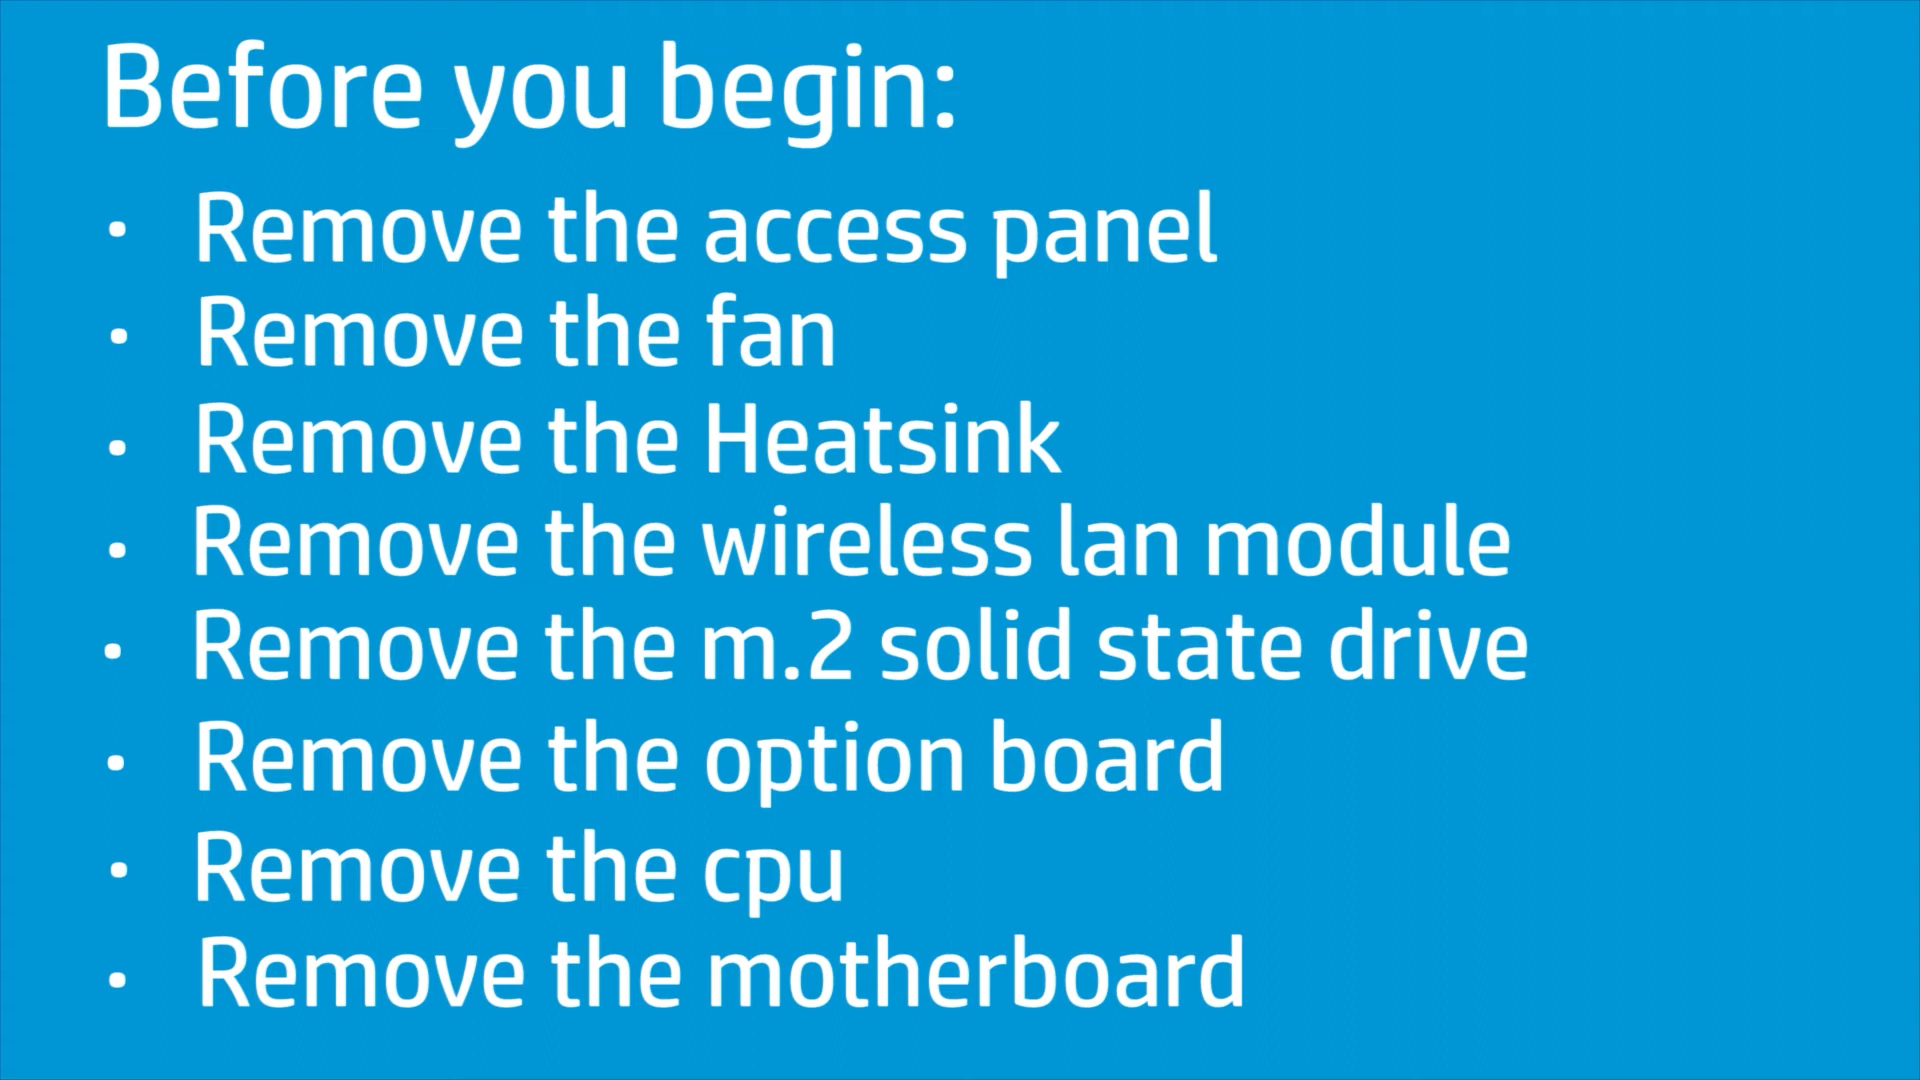 Before you begin:
· Remove the access panel
· Remove the fan
· Remove the Heatsink
· Remove the wireless lan module
· Remove the m.2 solid state drive
· Remove the option board
· Remove the cpu
· Remove the motherboard